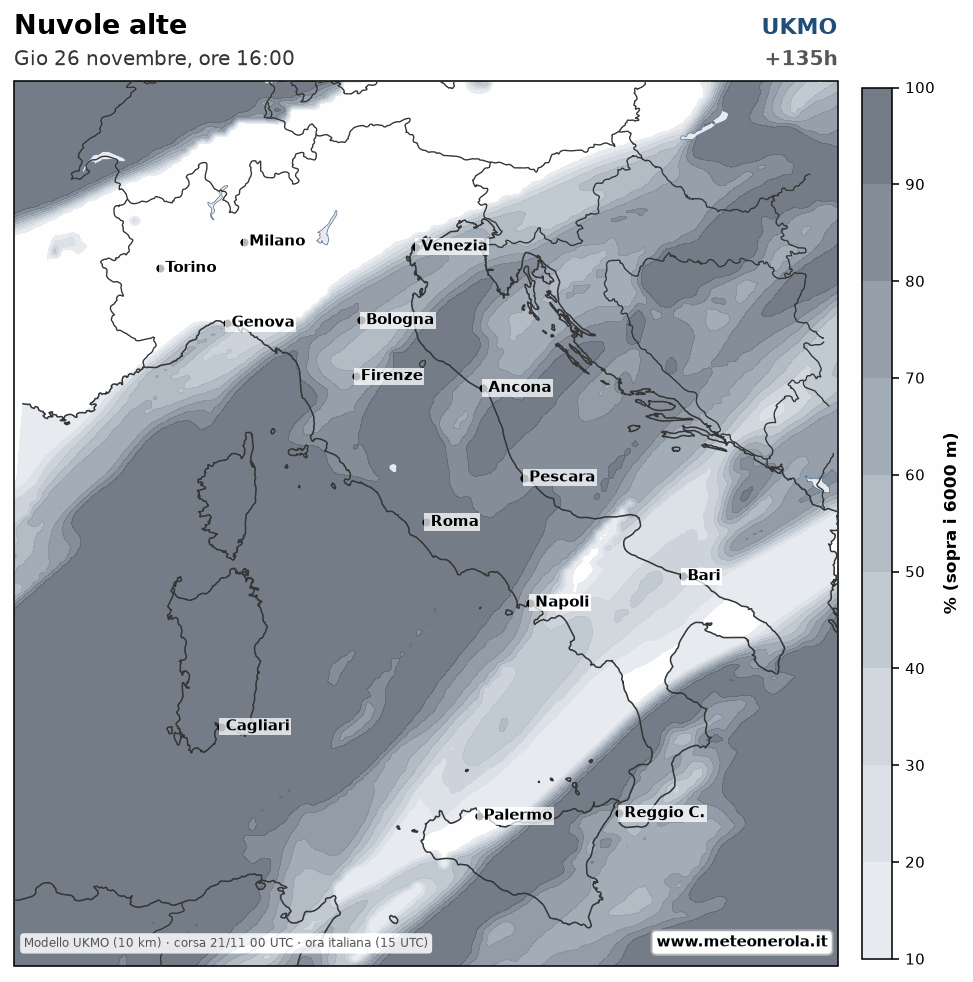 Nuvole alte
UKMO
Gio 26 novembre, ore 16:00
+135h
Milano
Venezia
Torino
Genova
Bologna
Firenze
Ancona
Pescara
Roma
Bari
Napoli
Cagliari
Palermo
Reggio C.
Modello UKMO (10 km) · corsa 21/11 00 UTC · ora italiana (15 UTC)
www.meteonerola.it
100
90
80
70
60
50
40
30
20
10
% (sopra i 6000 m)